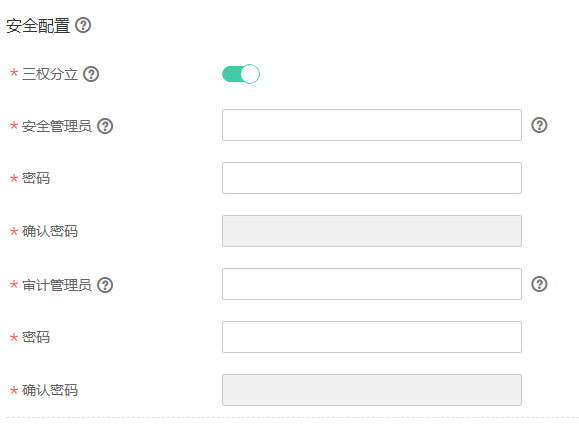 安全配置 ?
* 三权分立 ?
* 安全管理员 ? ?
* 密码
* 确认密码
* 审计管理员 ? ?
* 密码
* 确认密码